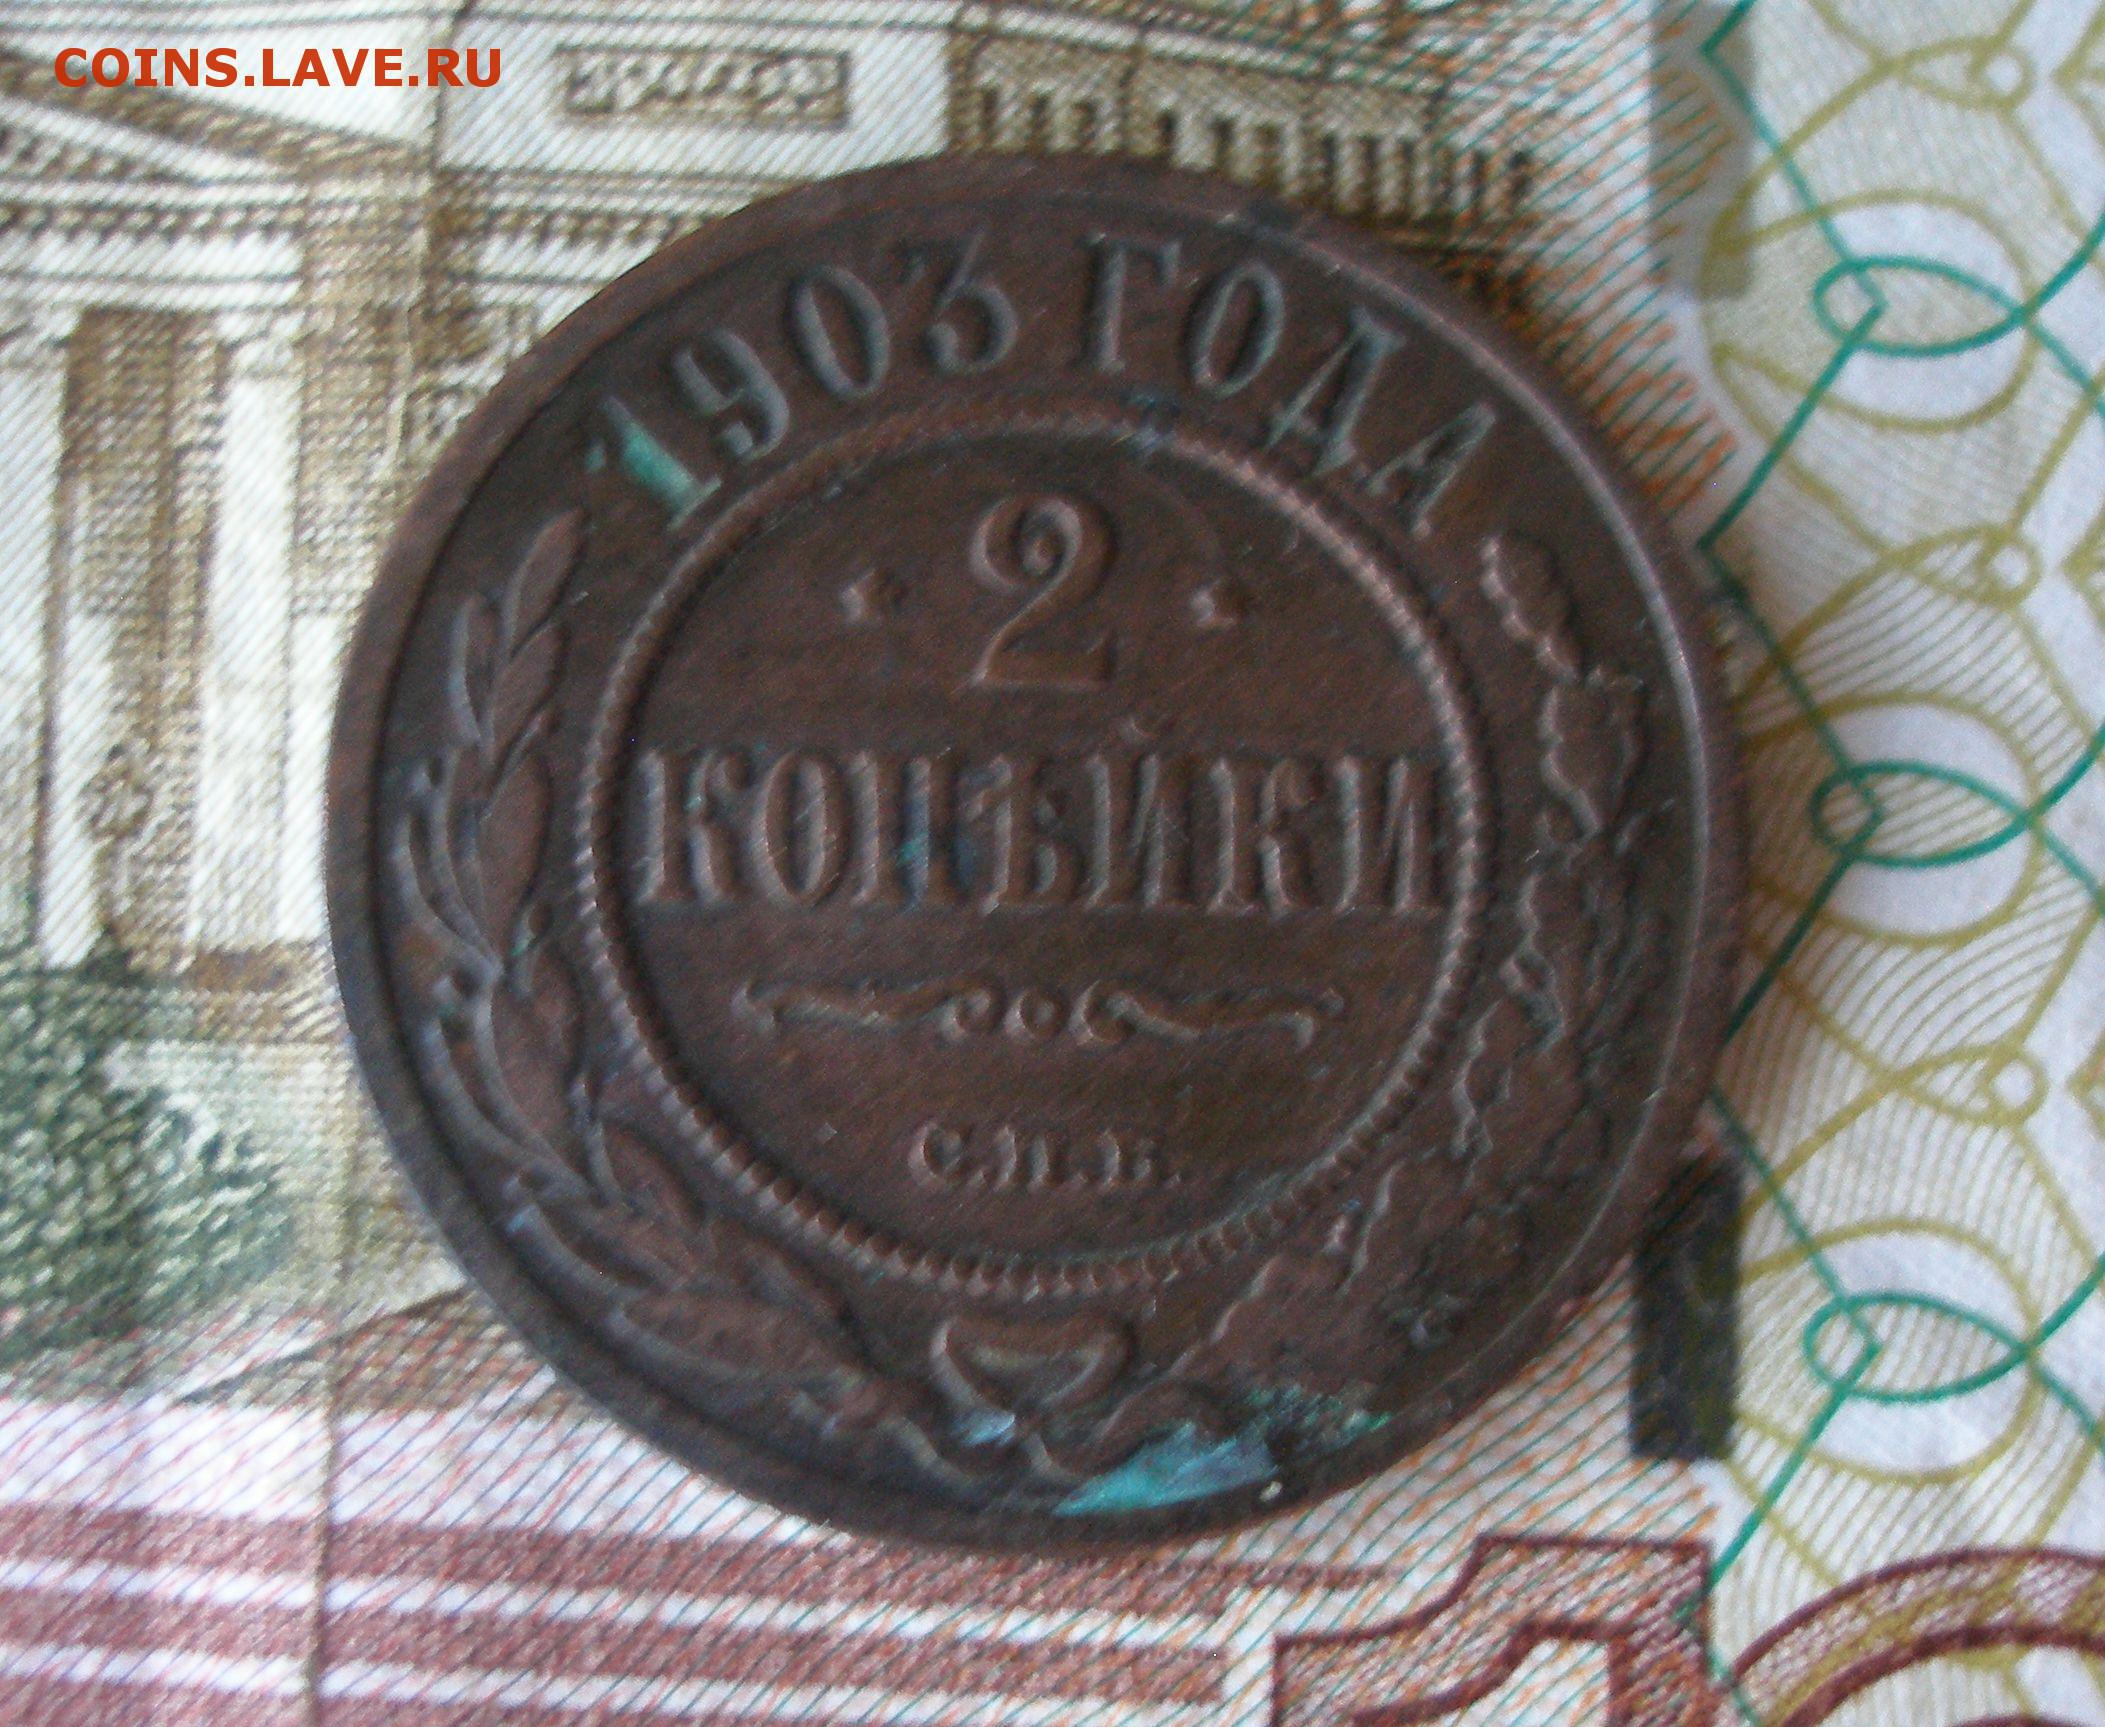 COINS.LAVE.RU
1903 ГОДА
2
КОПѢЙКИ
С.П.Б.